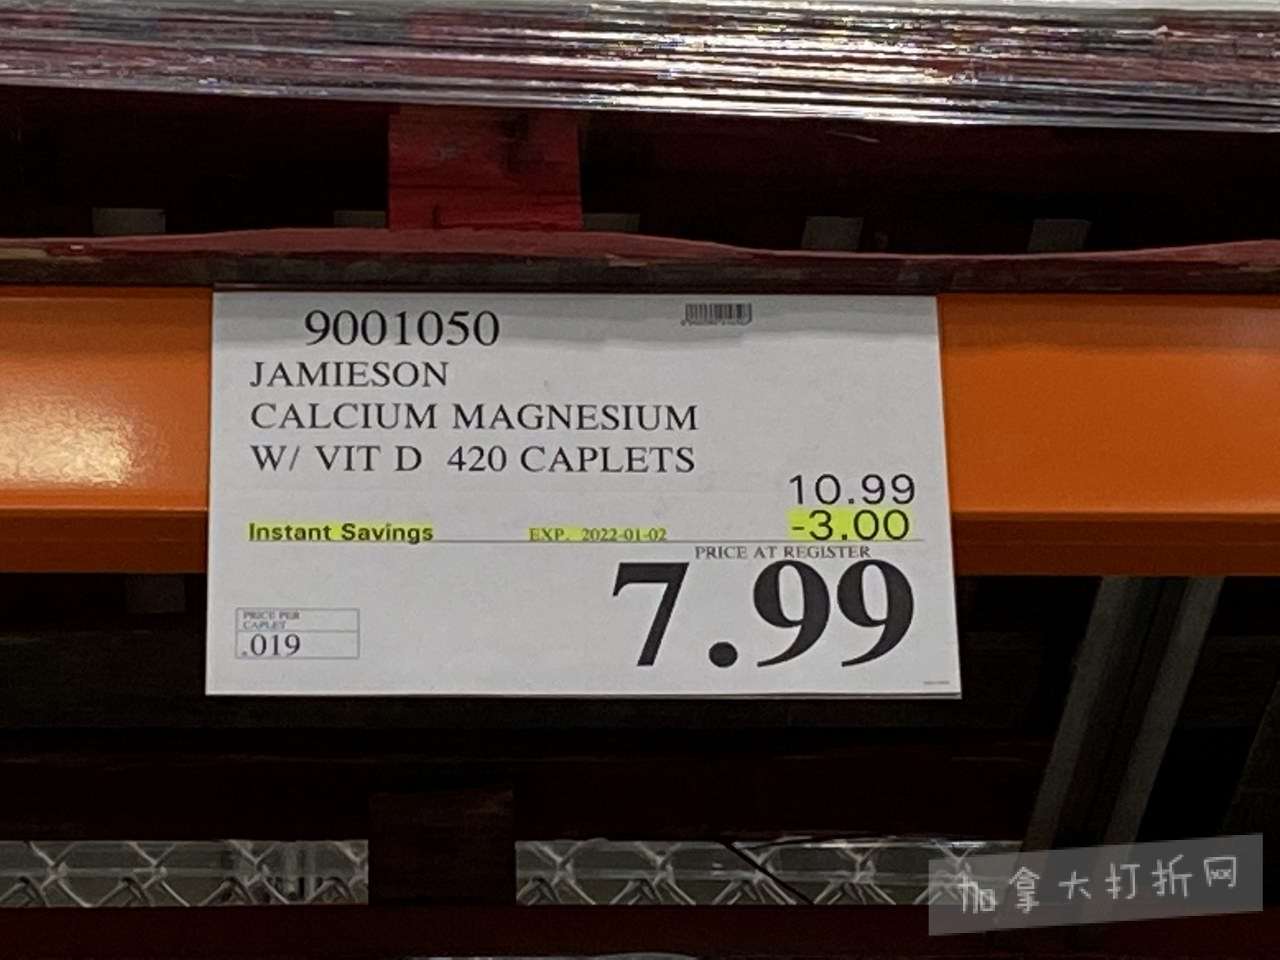 9001050
JAMIESON
CALCIUM MAGNESIUM
W/ VIT D 420 CAPLETS
10.99
Instant Savings EXP. 2022-01-02 -3.00
PRICE AT REGISTER
7.99
PRICE PER
CAPLET
.019
加拿大打折网